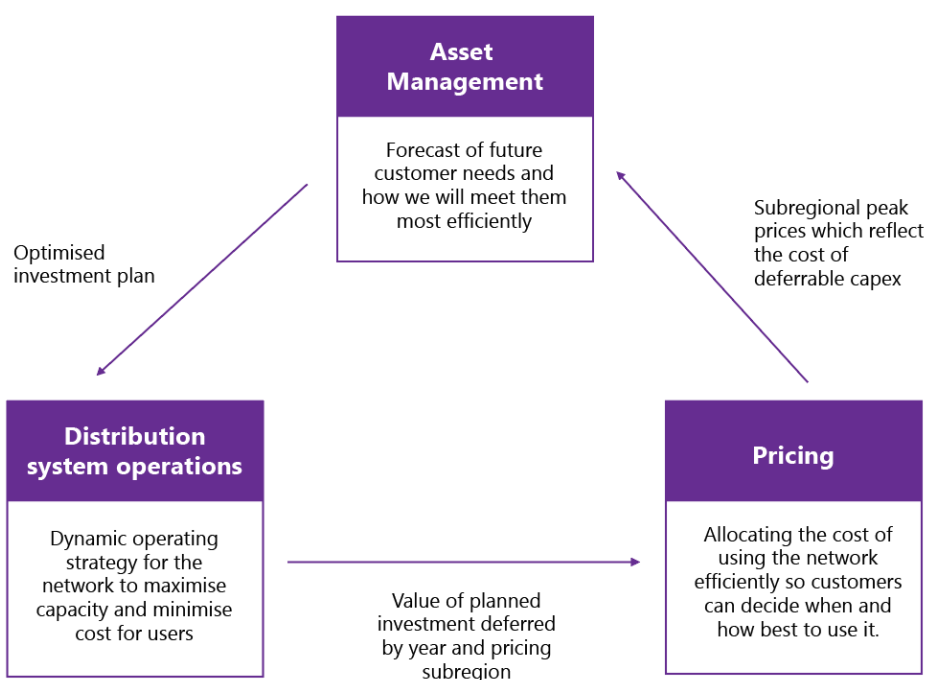 Asset
Management
Forecast of future
customer needs and
how we will meet them
most efficiently
Optimised
investment plan
Subregional peak
prices which reflect
the cost of
deferrable capex
Distribution
system operations
Dynamic operating
strategy for the
network to maximise
capacity and minimise
cost for users
Value of planned
investment deferred
by year and pricing
subregion
Pricing
Allocating the cost of
using the network
efficiently so customers
can decide when and
how best to use it.